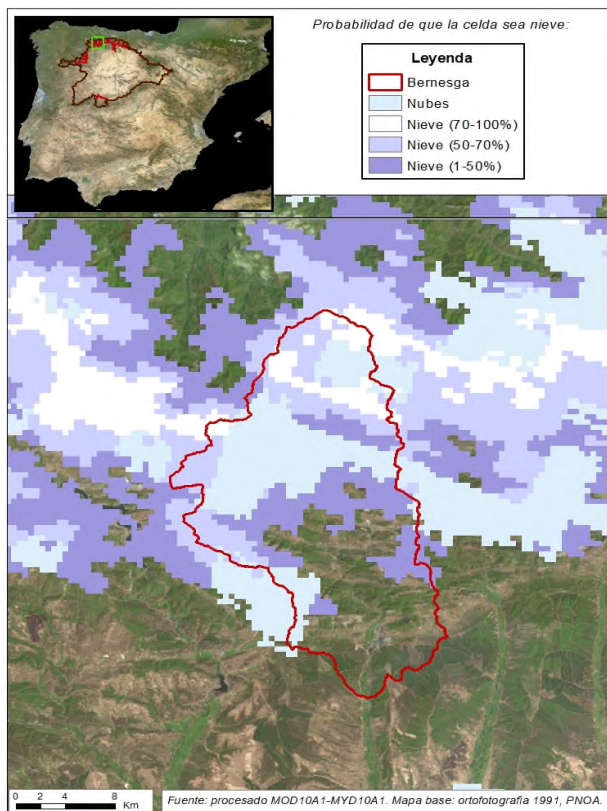 Probabilidad de que la celda sea nieve:
Leyenda
Bernesga
Nubes
Nieve (70-100%)
Nieve (50-70%)
Nieve (1-50%)
0 2 4 8
Km
Fuente: procesado MOD10A1-MYD10A1. Mapa base: ortofotografia 1991, PNOA